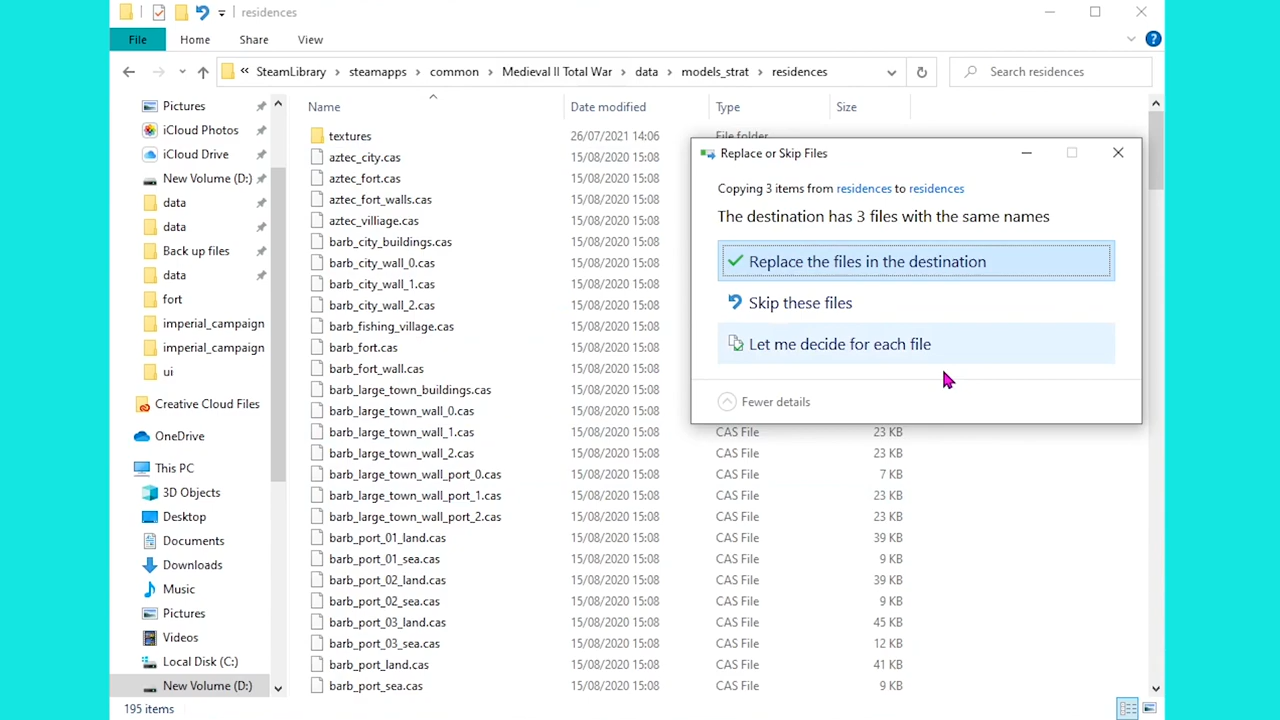 residences
File Home Share View
« SteamLibrary › steamapps › common › Medieval II Total War › data › models_strat › residences
Search residences
Pictures
iCloud Photos
iCloud Drive
New Volume (D:)
data
data
Back up files
data
fort
imperial_campaign
imperial_campaign
ui
Creative Cloud Files
OneDrive
This PC
3D Objects
Desktop
Documents
Downloads
Music
Pictures
Videos
Local Disk (C:)
New Volume (D:)
Name Date modified Type Size
textures 26/07/2021 14:06 File folder
aztec_city.cas 15/08/2020 15:08
aztec_fort.cas 15/08/2020 15:08
aztec_fort_walls.cas 15/08/2020 15:08
aztec_villiage.cas 15/08/2020 15:08
barb_city_buildings.cas 15/08/2020 15:08
barb_city_wall_0.cas 15/08/2020 15:08
barb_city_wall_1.cas 15/08/2020 15:08
barb_city_wall_2.cas 15/08/2020 15:08
barb_fishing_village.cas 15/08/2020 15:08
barb_fort.cas 15/08/2020 15:08
barb_fort_wall.cas 15/08/2020 15:08
barb_large_town_buildings.cas 15/08/2020 15:08
barb_large_town_wall_0.cas 15/08/2020 15:08
barb_large_town_wall_1.cas 15/08/2020 15:08 CAS File 23 KB
barb_large_town_wall_2.cas 15/08/2020 15:08 CAS File 23 KB
barb_large_town_wall_port_0.cas 15/08/2020 15:08 CAS File 7 KB
barb_large_town_wall_port_1.cas 15/08/2020 15:08 CAS File 23 KB
barb_large_town_wall_port_2.cas 15/08/2020 15:08 CAS File 23 KB
barb_port_01_land.cas 15/08/2020 15:08 CAS File 39 KB
barb_port_01_sea.cas 15/08/2020 15:08 CAS File 9 KB
barb_port_02_land.cas 15/08/2020 15:08 CAS File 39 KB
barb_port_02_sea.cas 15/08/2020 15:08 CAS File 9 KB
barb_port_03_land.cas 15/08/2020 15:08 CAS File 45 KB
barb_port_03_sea.cas 15/08/2020 15:08 CAS File 12 KB
barb_port_land.cas 15/08/2020 15:08 CAS File 41 KB
barb_port_sea.cas 15/08/2020 15:08 CAS File 9 KB
Replace or Skip Files
Copying 3 items from residences to residences
The destination has 3 files with the same names
Replace the files in the destination
Skip these files
Let me decide for each file
Fewer details
195 items